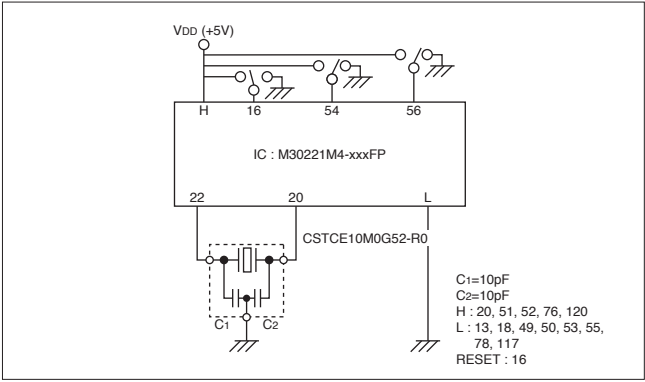 VDD (+5V)
H 16 54 56
IC : M30221M4-xxxFP
22 20 L
CSTCE10M0G52-R0
C1 C2
C1=10pF
C2=10pF
H : 20, 51, 52, 76, 120
L : 13, 18, 49, 50, 53, 55,
78, 117
RESET : 16